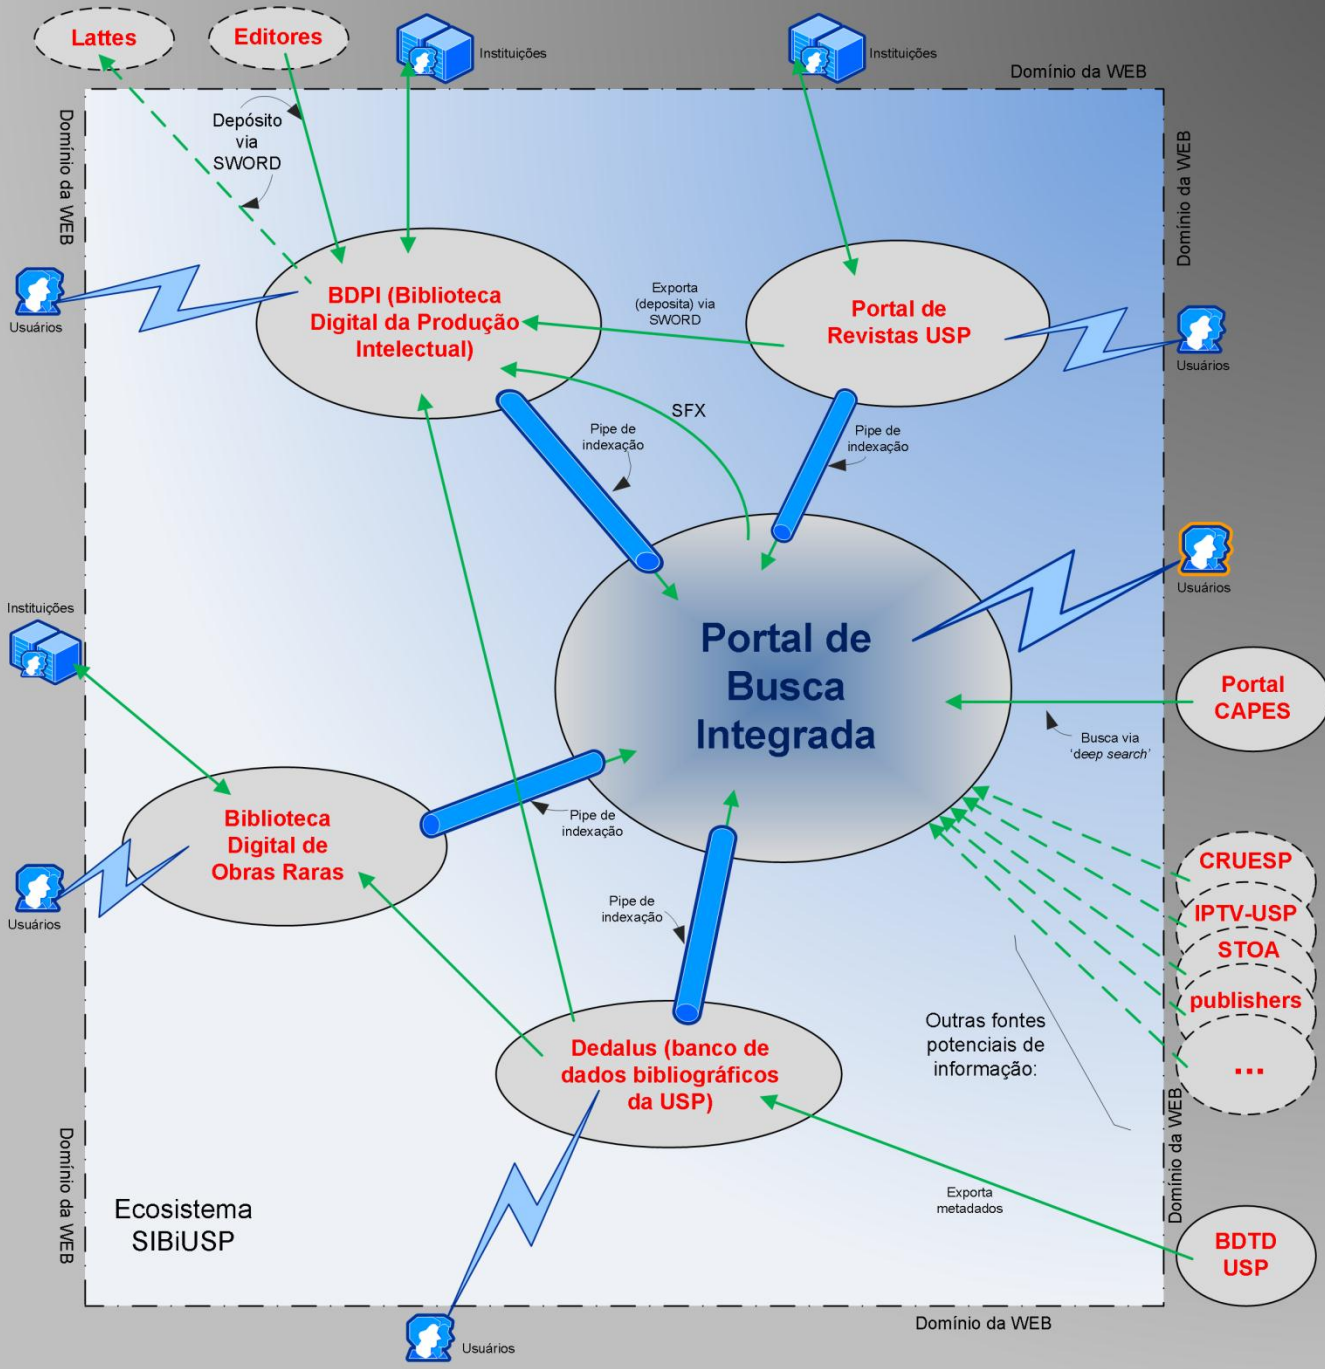 Lattes
Editores
Instituições
Instituições
Domínio da WEB
Domínio da WEB
Domínio da WEB
Depósito
via
SWORD
BDPI (Biblioteca
Digital da Produção
Intelectual)
Exporta
(deposita) via
SWORD
Portal de
Revistas USP
Usuários
Usuários
SFX
Pipe de
indexação
Pipe de
indexação
Usuários
Instituições
Portal de
Busca
Integrada
Portal
CAPES
Busca via
‘deep search’
Biblioteca
Digital de
Obras Raras
Pipe de
indexação
Usuários
CRUESP
IPTV-USP
STOA
publishers
...
Pipe de
indexação
Outras fontes
potenciais de
informação:
Dedalus (banco de
dados bibliográficos
da USP)
Domínio da WEB
Domínio da WEB
Exporta
metadados
Ecosistema
SIBiUSP
BDTD
USP
Domínio da WEB
Usuários